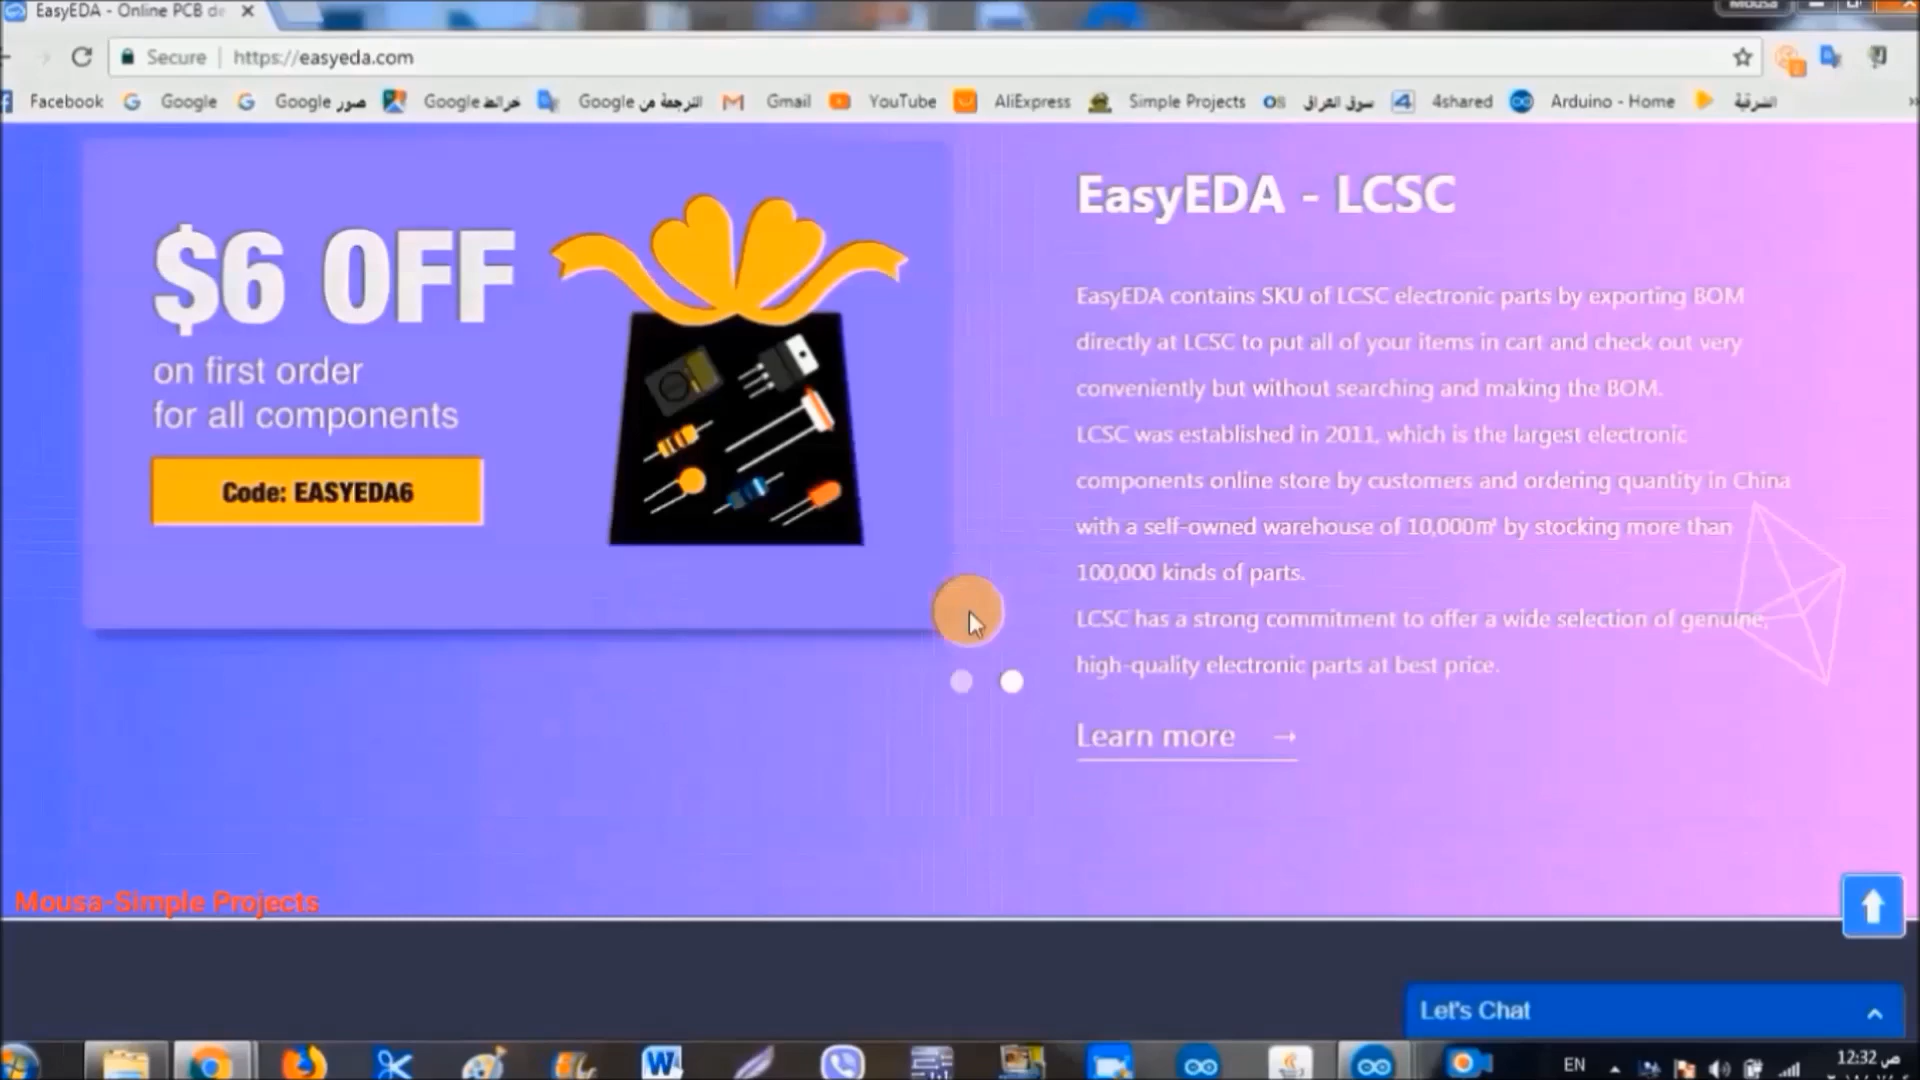 EasyEDA - Online PCB de
Mousa
Secure | https://easyeda.com
Facebook Google صور Google خرائط Google الترجمة من Google Gmail YouTube AliExpress Simple Projects سوق العراق 4shared Arduino - Home الشرقية »
$6 OFF
on first order
for all components
Code: EASYEDA6
EasyEDA - LCSC
EasyEDA contains SKU of LCSC electronic parts by exporting BOM
directly at LCSC to put all of your items in cart and check out very
conveniently but without searching and making the BOM.
LCSC was established in 2011, which is the largest electronic
components online store by customers and ordering quantity in China
with a self-owned warehouse of 10,000㎡ by stocking more than
100,000 kinds of parts.
LCSC has a strong commitment to offer a wide selection of genuine,
high-quality electronic parts at best price.
Learn more →
Mousa-Simple Projects
Let's Chat
EN
12:32 ص